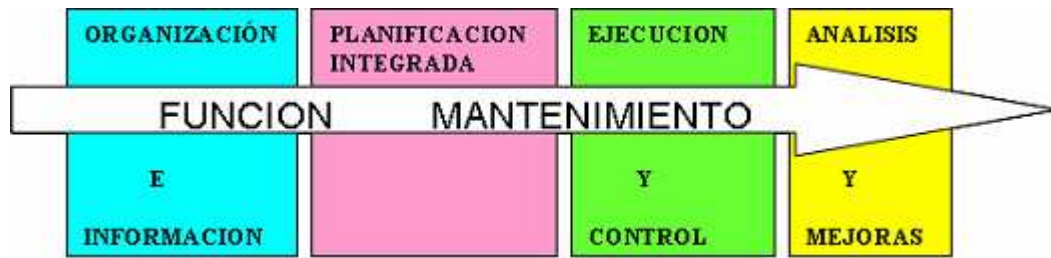 ORGANIZACIÓN
E
INFORMACION
PLANIFICACION
INTEGRADA
EJECUCION
Y
CONTROL
ANALISIS
Y
MEJORAS
FUNCION MANTENIMIENTO